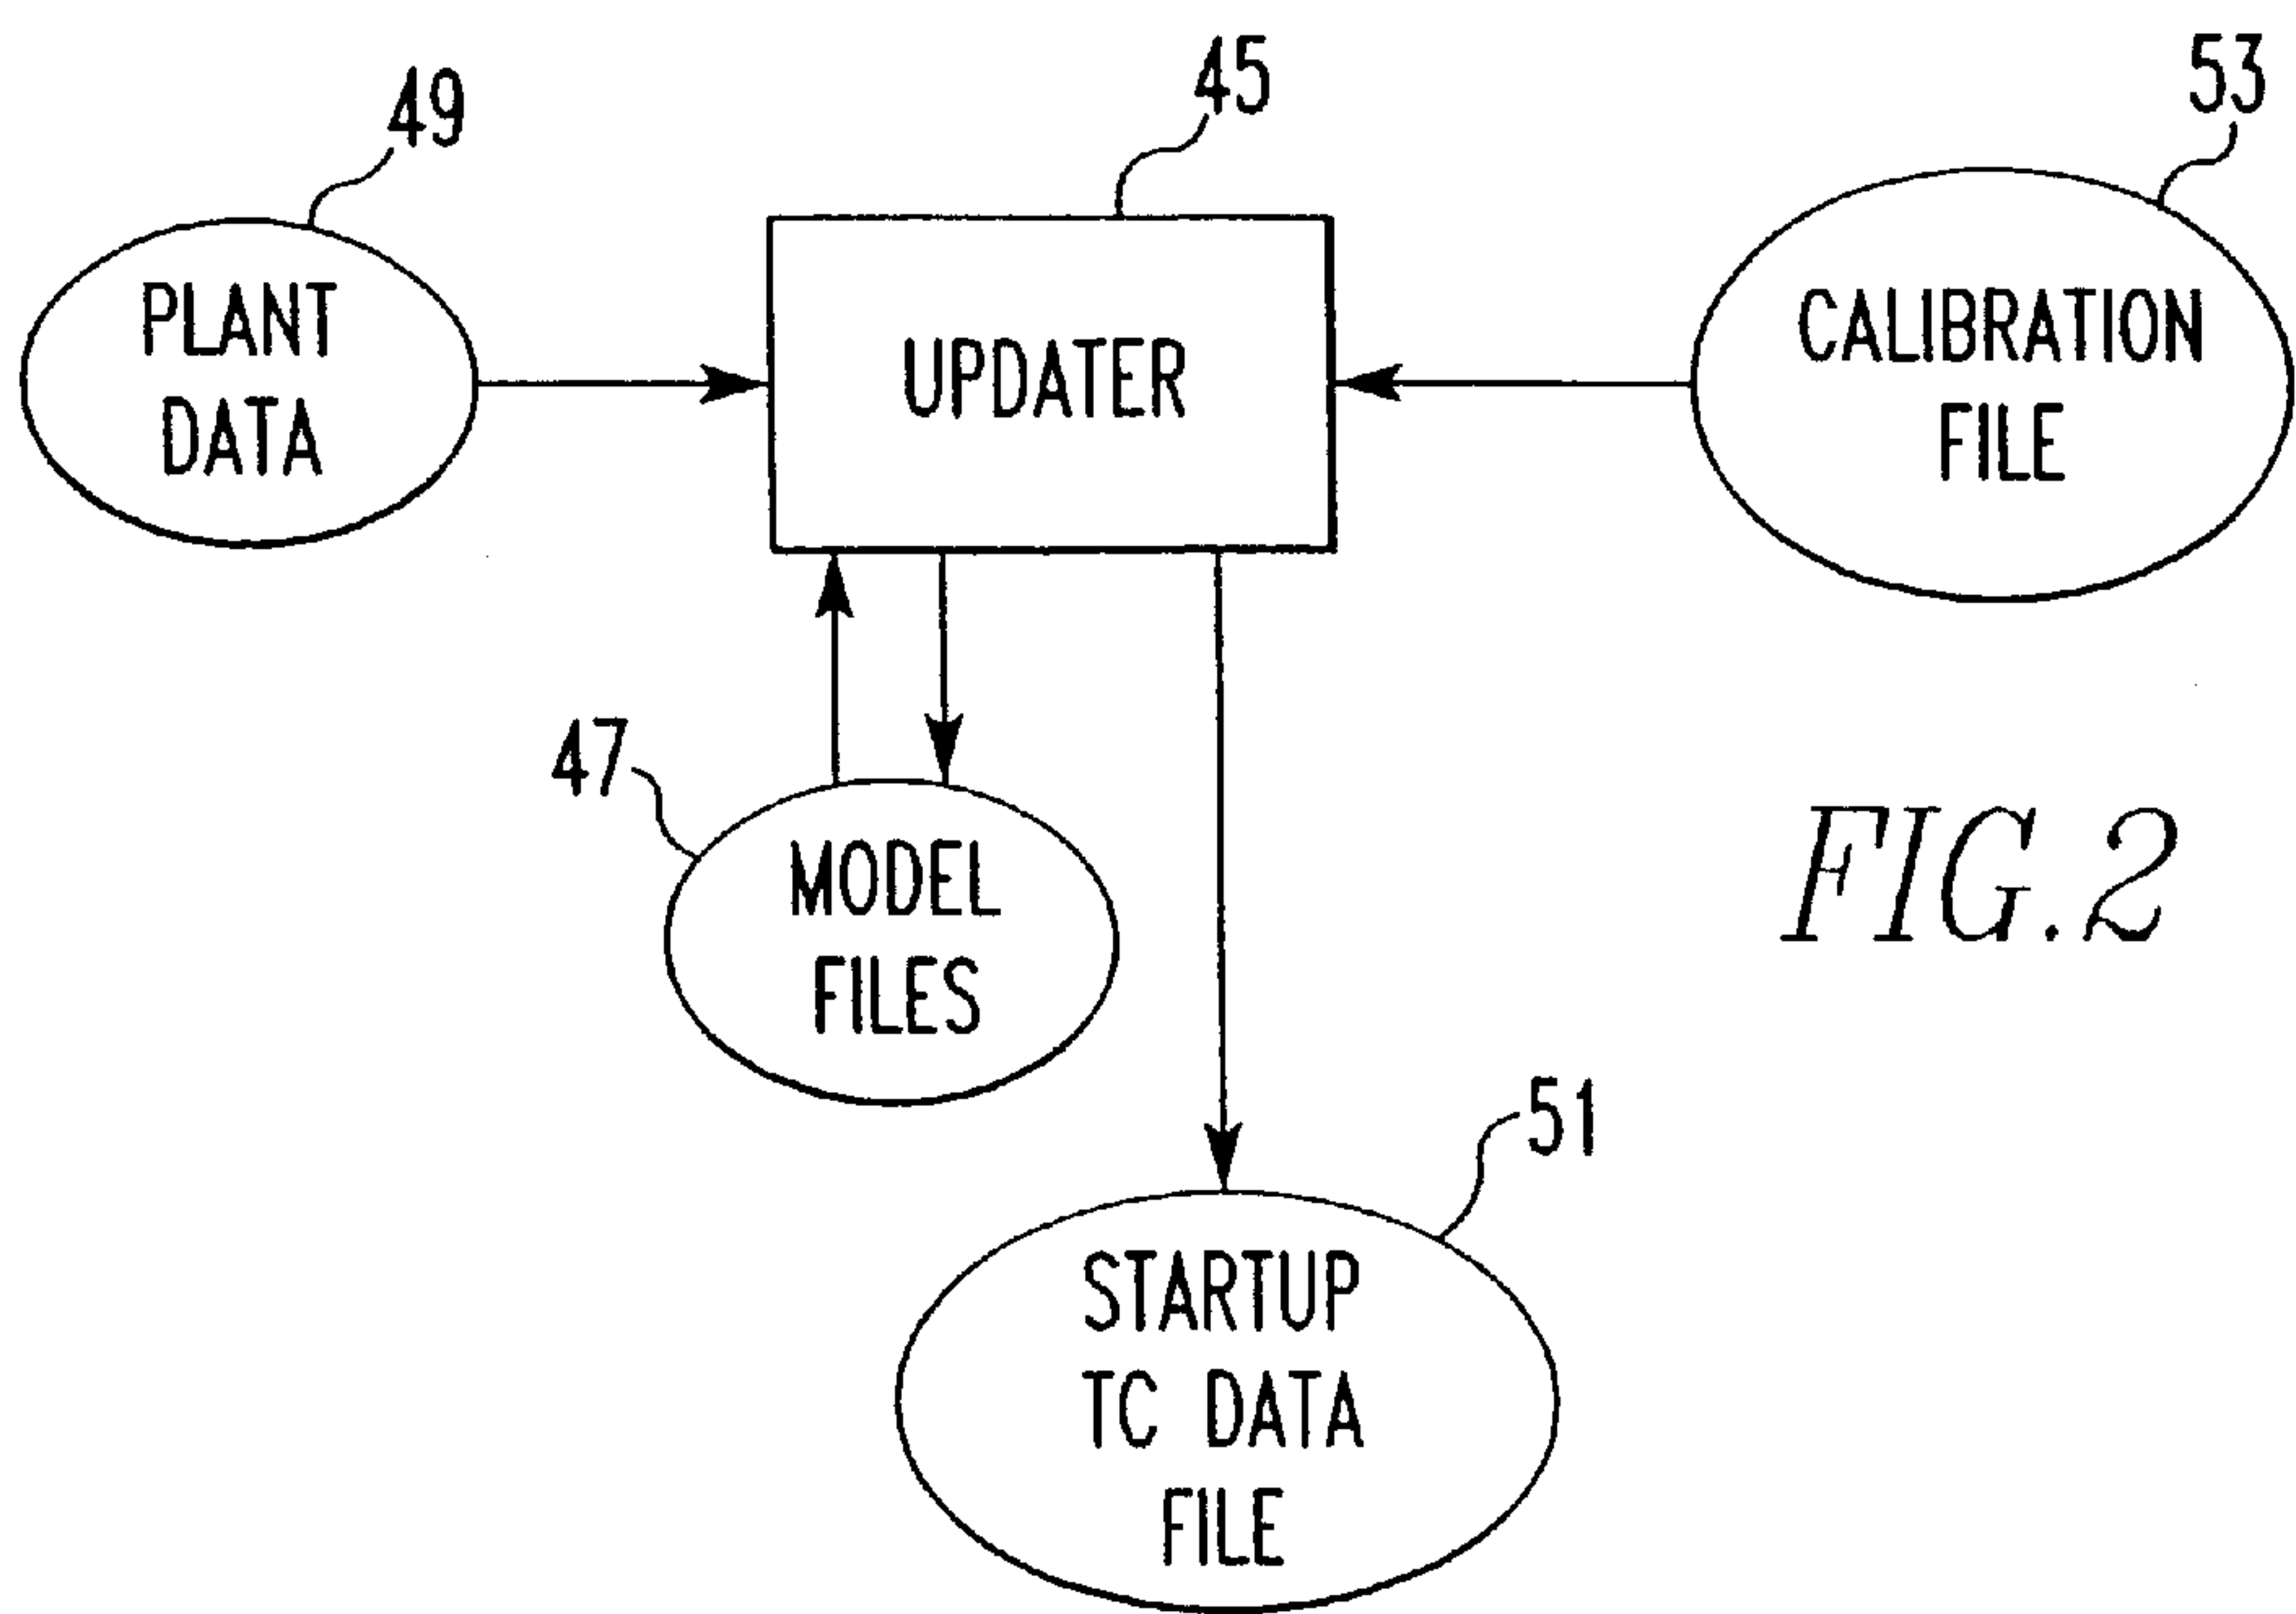 49
45
53
PLANT
DATA
UPDATER
CALIBRATION
FILE
47
MODEL
FILES
FIG.2
51
STARTUP
TC DATA
FILE